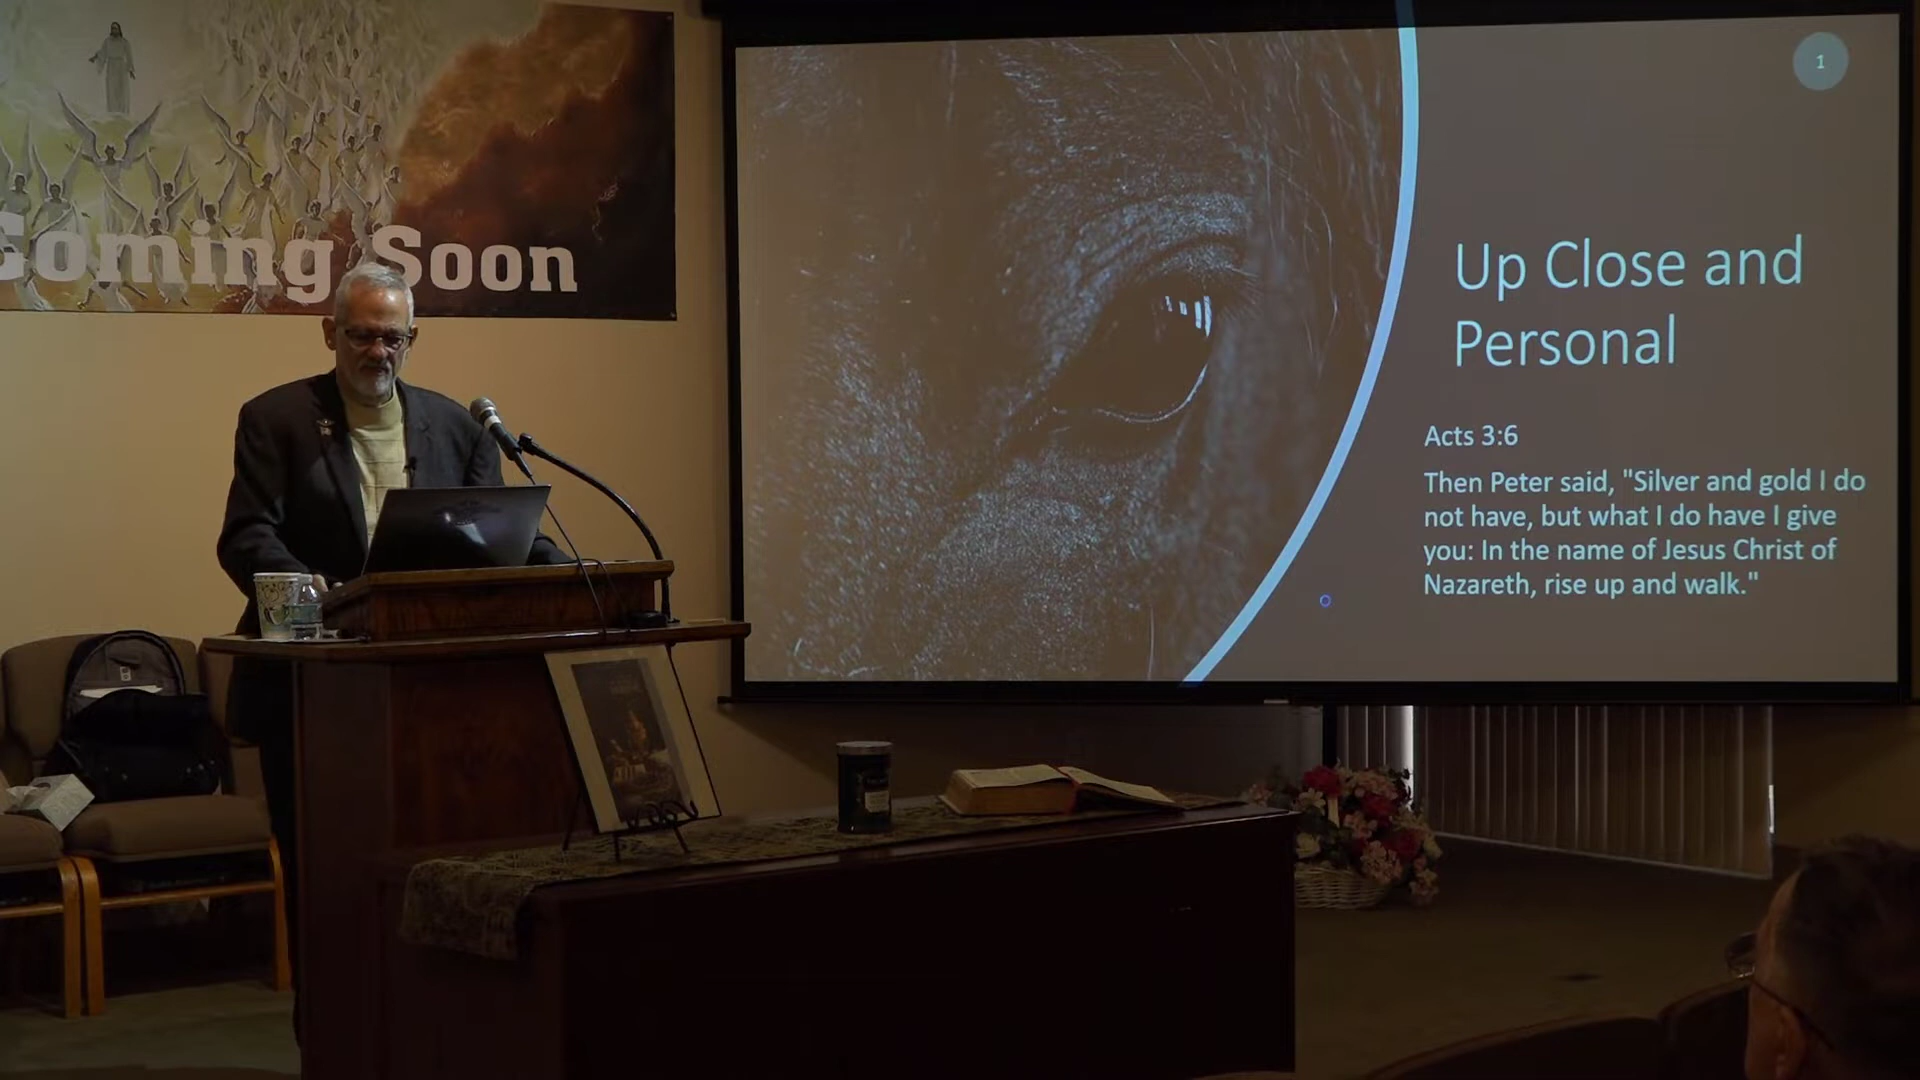 Coming Soon
1
Up Close and
Personal
Acts 3:6
Then Peter said, "Silver and gold I do
not have, but what I do have I give
you: In the name of Jesus Christ of
Nazareth, rise up and walk."